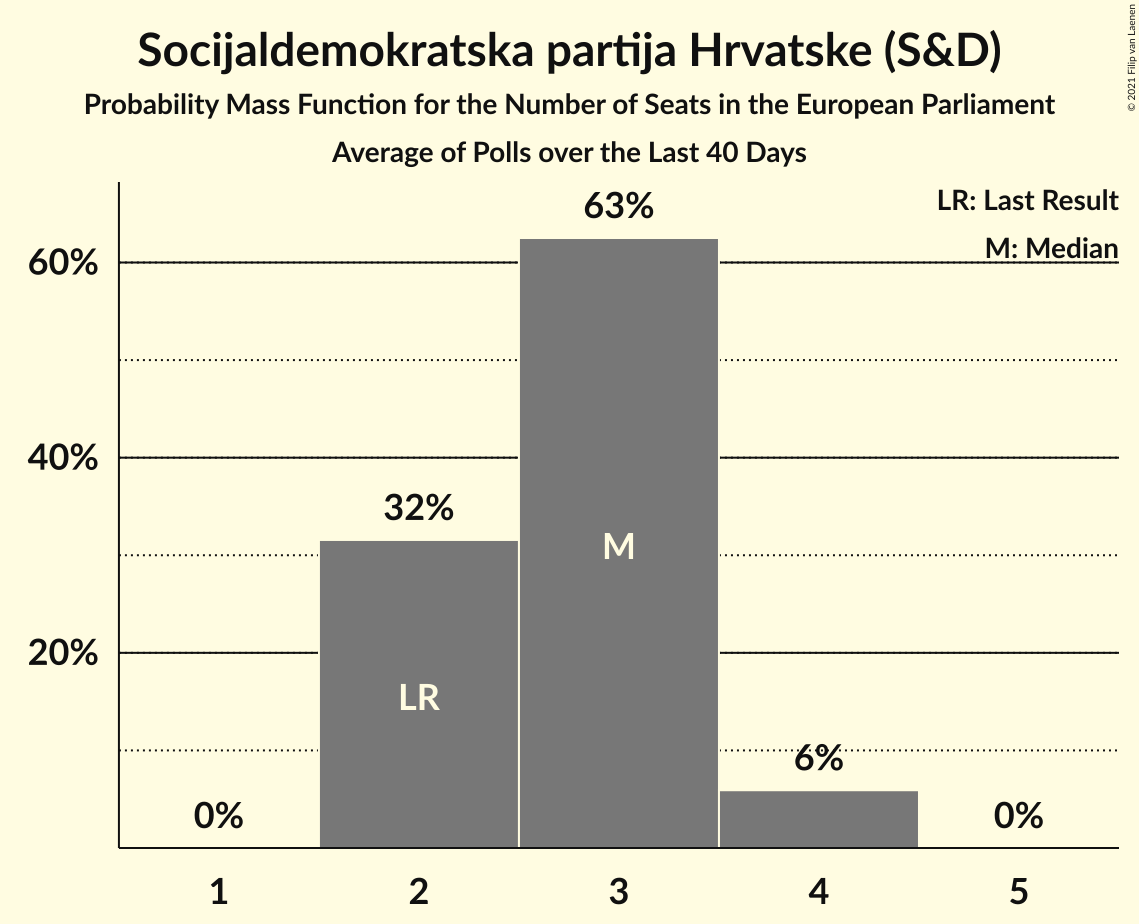 Socijaldemokratska partija Hrvatske (S&D)
Probability Mass Function for the Number of Seats in the European Parliament
Average of Polls over the Last 40 Days
© 2021 Filip van Laenen
LR: Last Result
M: Median
63%
60%
40%
32%
M
20%
LR
6%
0%
0%
1
2
3
4
5